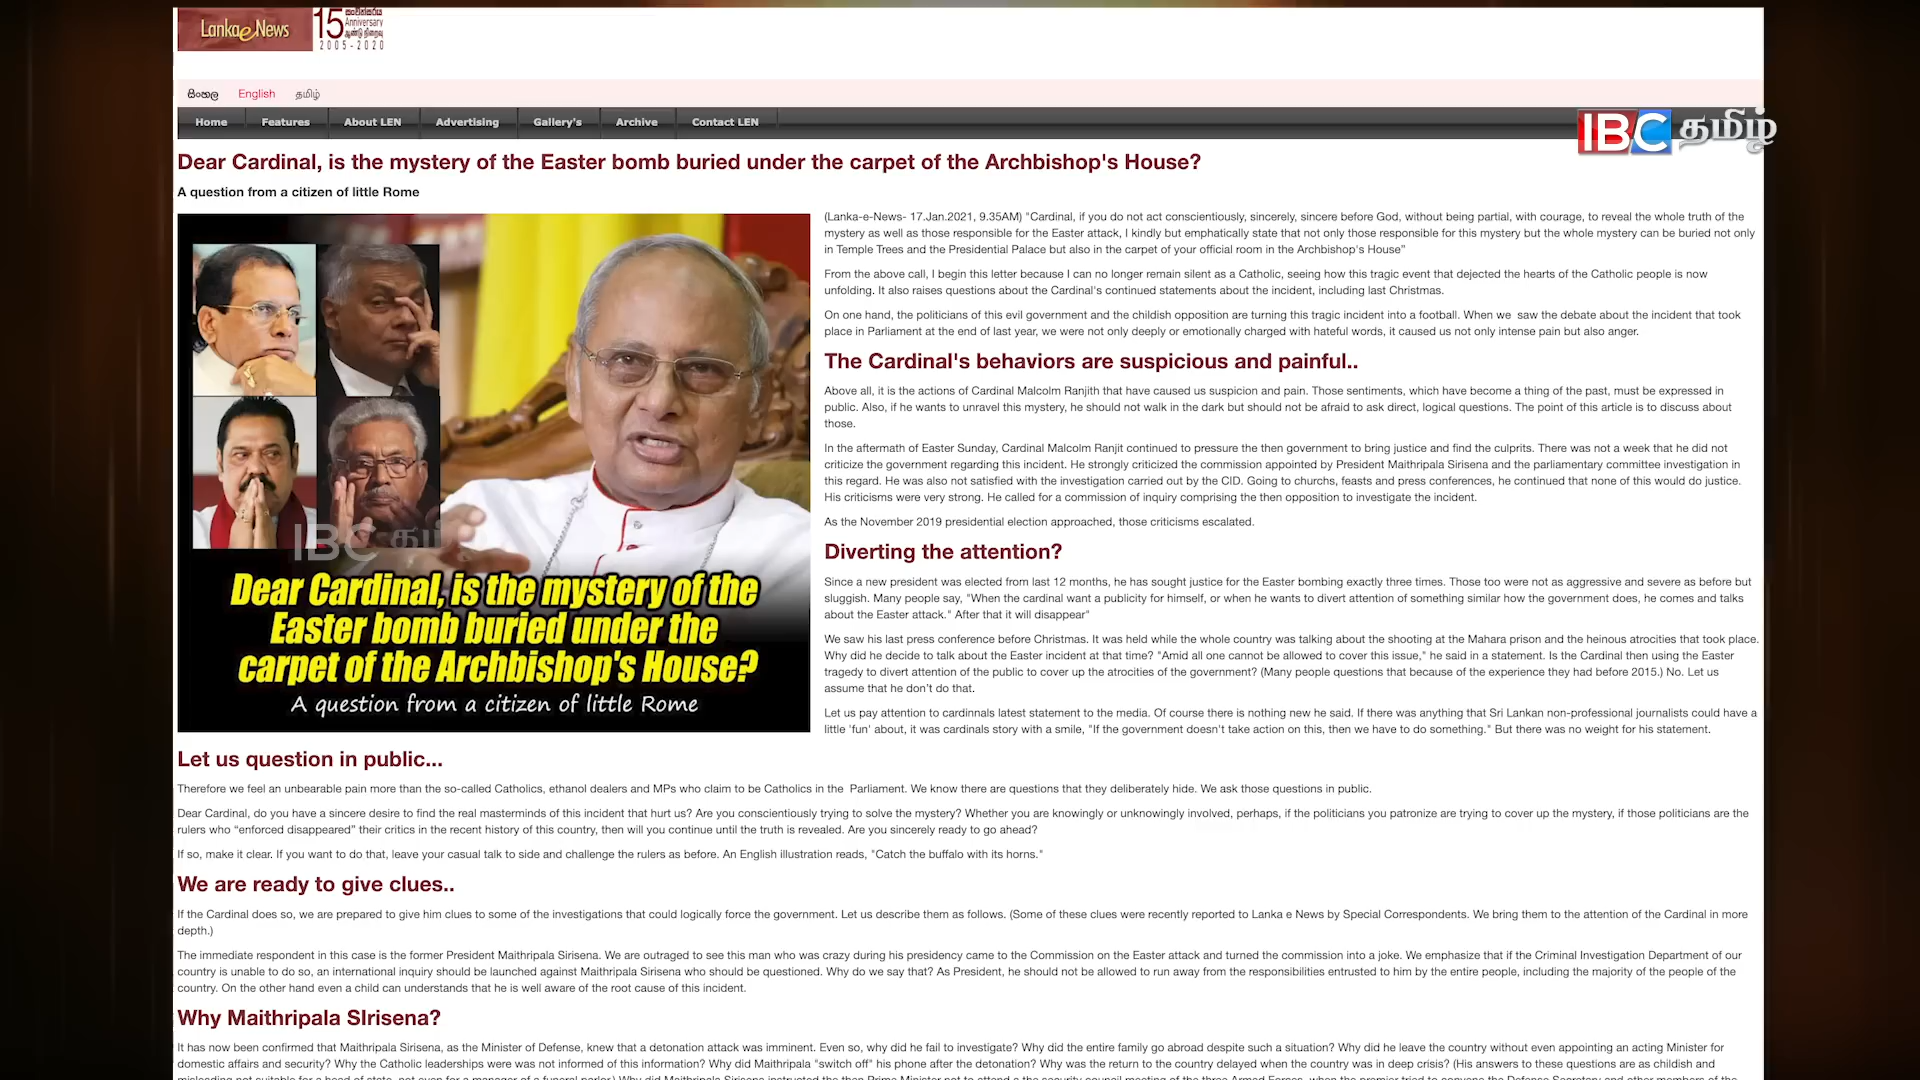 Lanka e News
15
සංවත්සරය
Anniversary
ஆண்டு நிறைவு
2005-2020
සිංහල English தமிழ்
Home Features About LEN Advertising Gallery's Archive Contact LEN
IBC தமிழ்
Dear Cardinal, is the mystery of the Easter bomb buried under the carpet of the Archbishop's House?
A question from a citizen of little Rome
IBC தமி
Dear Cardinal, is the mystery of the
Easter bomb buried under the
carpet of the Archbishop's House?
A question from a citizen of little Rome
(Lanka-e-News- 17.Jan.2021, 9.35AM) "Cardinal, if you do not act conscientiously, sincerely, sincere before God, without being partial, with courage, to reveal the whole truth of the
mystery as well as those responsible for the Easter attack, I kindly but emphatically state that not only those responsible for this mystery but the whole mystery can be buried not only
in Temple Trees and the Presidential Palace but also in the carpet of your official room in the Archbishop's House”
From the above call, I begin this letter because I can no longer remain silent as a Catholic, seeing how this tragic event that dejected the hearts of the Catholic people is now
unfolding. It also raises questions about the Cardinal's continued statements about the incident, including last Christmas.
On one hand, the politicians of this evil government and the childish opposition are turning this tragic incident into a football. When we saw the debate about the incident that took
place in Parliament at the end of last year, we were not only deeply or emotionally charged with hateful words, it caused us not only intense pain but also anger.
The Cardinal's behaviors are suspicious and painful..
Above all, it is the actions of Cardinal Malcolm Ranjith that have caused us suspicion and pain. Those sentiments, which have become a thing of the past, must be expressed in
public. Also, if he wants to unravel this mystery, he should not walk in the dark but should not be afraid to ask direct, logical questions. The point of this article is to discuss about
those.
In the aftermath of Easter Sunday, Cardinal Malcolm Ranjit continued to pressure the then government to bring justice and find the culprits. There was not a week that he did not
criticize the government regarding this incident. He strongly criticized the commission appointed by President Maithripala Sirisena and the parliamentary committee investigation in
this regard. He was also not satisfied with the investigation carried out by the CID. Going to churchs, feasts and press conferences, he continued that none of this would do justice.
His criticisms were very strong. He called for a commission of inquiry comprising the then opposition to investigate the incident.
As the November 2019 presidential election approached, those criticisms escalated.
Diverting the attention?
Since a new president was elected from last 12 months, he has sought justice for the Easter bombing exactly three times. Those too were not as aggressive and severe as before but
sluggish. Many people say, "When the cardinal want a publicity for himself, or when he wants to divert attention of something similar how the government does, he comes and talks
about the Easter attack." After that it will disappear"
We saw his last press conference before Christmas. It was held while the whole country was talking about the shooting at the Mahara prison and the heinous atrocities that took place.
Why did he decide to talk about the Easter incident at that time? "Amid all one cannot be allowed to cover this issue," he said in a statement. Is the Cardinal then using the Easter
tragedy to divert attention of the public to cover up the atrocities of the government? (Many people questions that because of the experience they had before 2015.) No. Let us
assume that he don’t do that.
Let us pay attention to cardinnals latest statement to the media. Of course there is nothing new he said. If there was anything that Sri Lankan non-professional journalists could have a
little 'fun' about, it was cardinals story with a smile, "If the government doesn't take action on this, then we have to do something." But there was no weight for his statement.
Let us question in public...
Therefore we feel an unbearable pain more than the so-called Catholics, ethanol dealers and MPs who claim to be Catholics in the Parliament. We know there are questions that they deliberately hide. We ask those questions in public.
Dear Cardinal, do you have a sincere desire to find the real masterminds of this incident that hurt us? Are you conscientiously trying to solve the mystery? Whether you are knowingly or unknowingly involved, perhaps, if the politicians you patronize are trying to cover up the mystery, if those politicians are the
rulers who “enforced disappeared” their critics in the recent history of this country, then will you continue until the truth is revealed. Are you sincerely ready to go ahead?
If so, make it clear. If you want to do that, leave your casual talk to side and challenge the rulers as before. An English illustration reads, "Catch the buffalo with its horns."
We are ready to give clues..
If the Cardinal does so, we are prepared to give him clues to some of the investigations that could logically force the government. Let us describe them as follows. (Some of these clues were recently reported to Lanka e News by Special Correspondents. We bring them to the attention of the Cardinal in more
depth.)
The immediate respondent in this case is the former President Maithripala Sirisena. We are outraged to see this man who was crazy during his presidency came to the Commission on the Easter attack and turned the commission into a joke. We emphasize that if the Criminal Investigation Department of our
country is unable to do so, an international inquiry should be launched against Maithripala Sirisena who should be questioned. Why do we say that? As President, he should not be allowed to run away from the responsibilities entrusted to him by the entire people, including the majority of the people of the
country. On the other hand even a child can understands that he is well aware of the root cause of this incident.
Why Maithripala SIrisena?
It has now been confirmed that Maithripala Sirisena, as the Minister of Defense, knew that a detonation attack was imminent. Even so, why did he fail to investigate? Why did the entire family go abroad despite such a situation? Why did he leave the country without even appointing an acting Minister for
domestic affairs and security? Why the Catholic leaderships were was not informed of this information? Why did Maithripala "switch off" his phone after the detonation? Why was the return to the country delayed when the country was in deep crisis? (His answers to these questions are as childish and